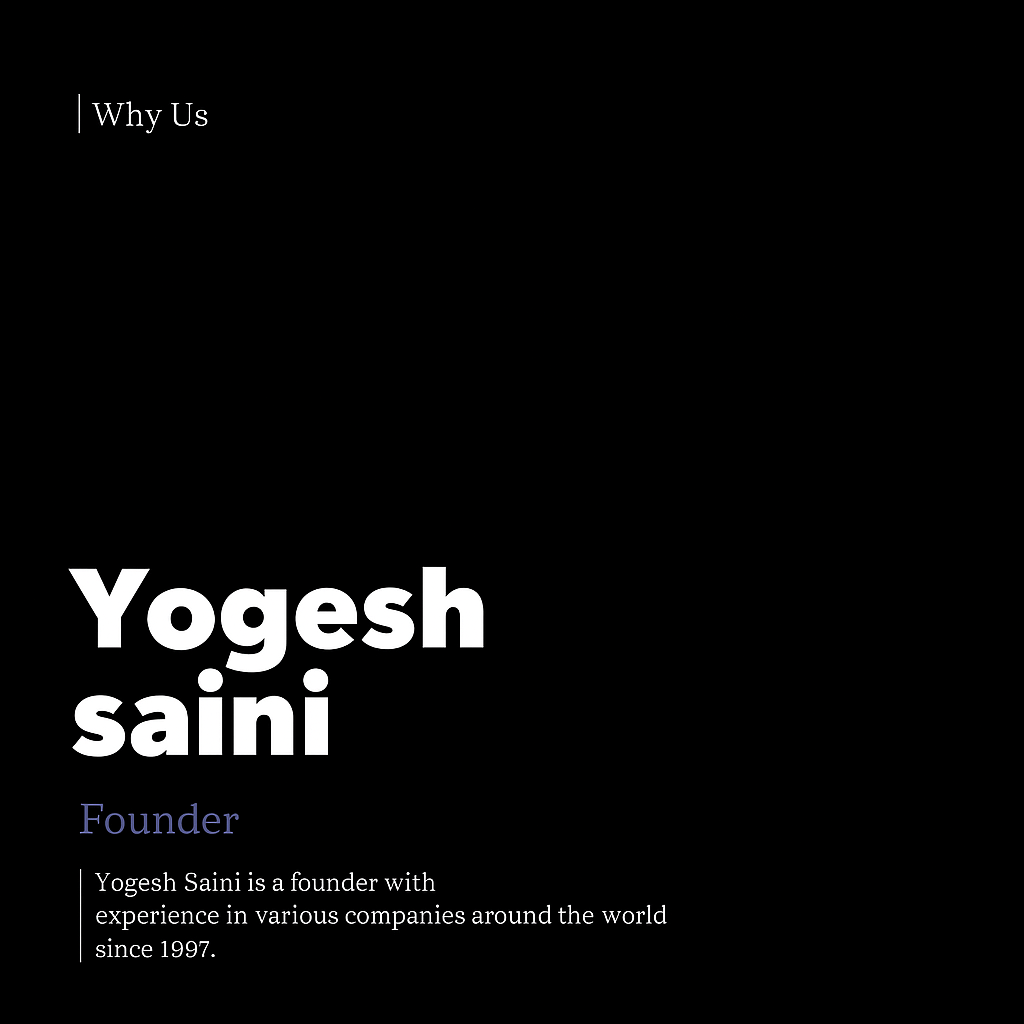 Why Us
Yogesh
saini
Founder
Yogesh Saini is a founder with
experience in various companies around the world
since 1997.